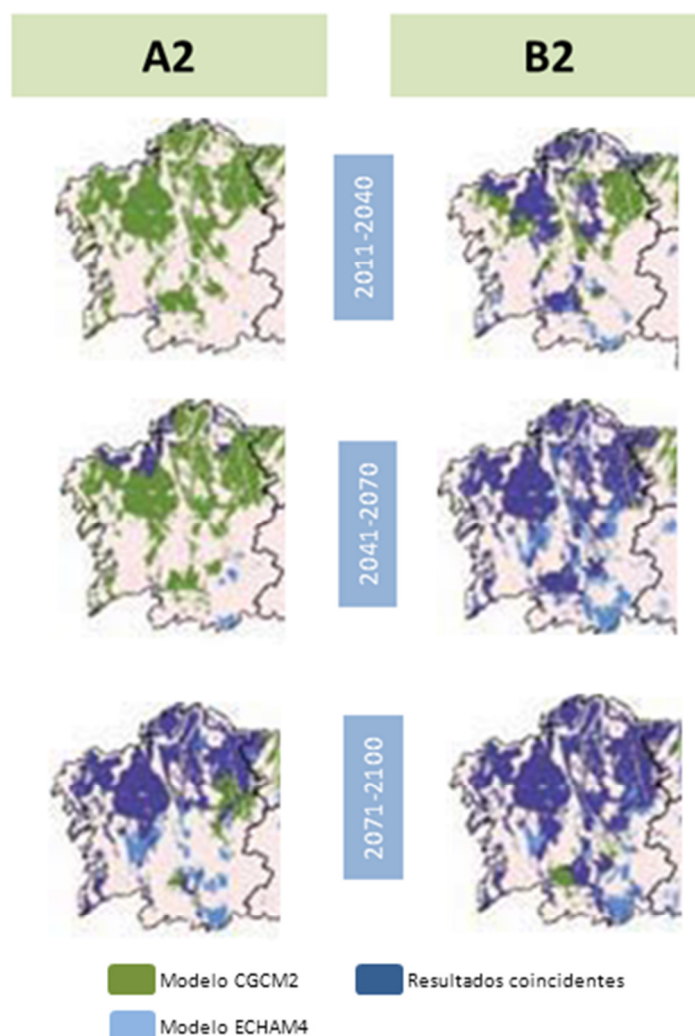 A2
B2
2011-2040
2041-2070
2071-2100
Modelo CGCM2
Resultados coincidentes
Modelo ECHAM4